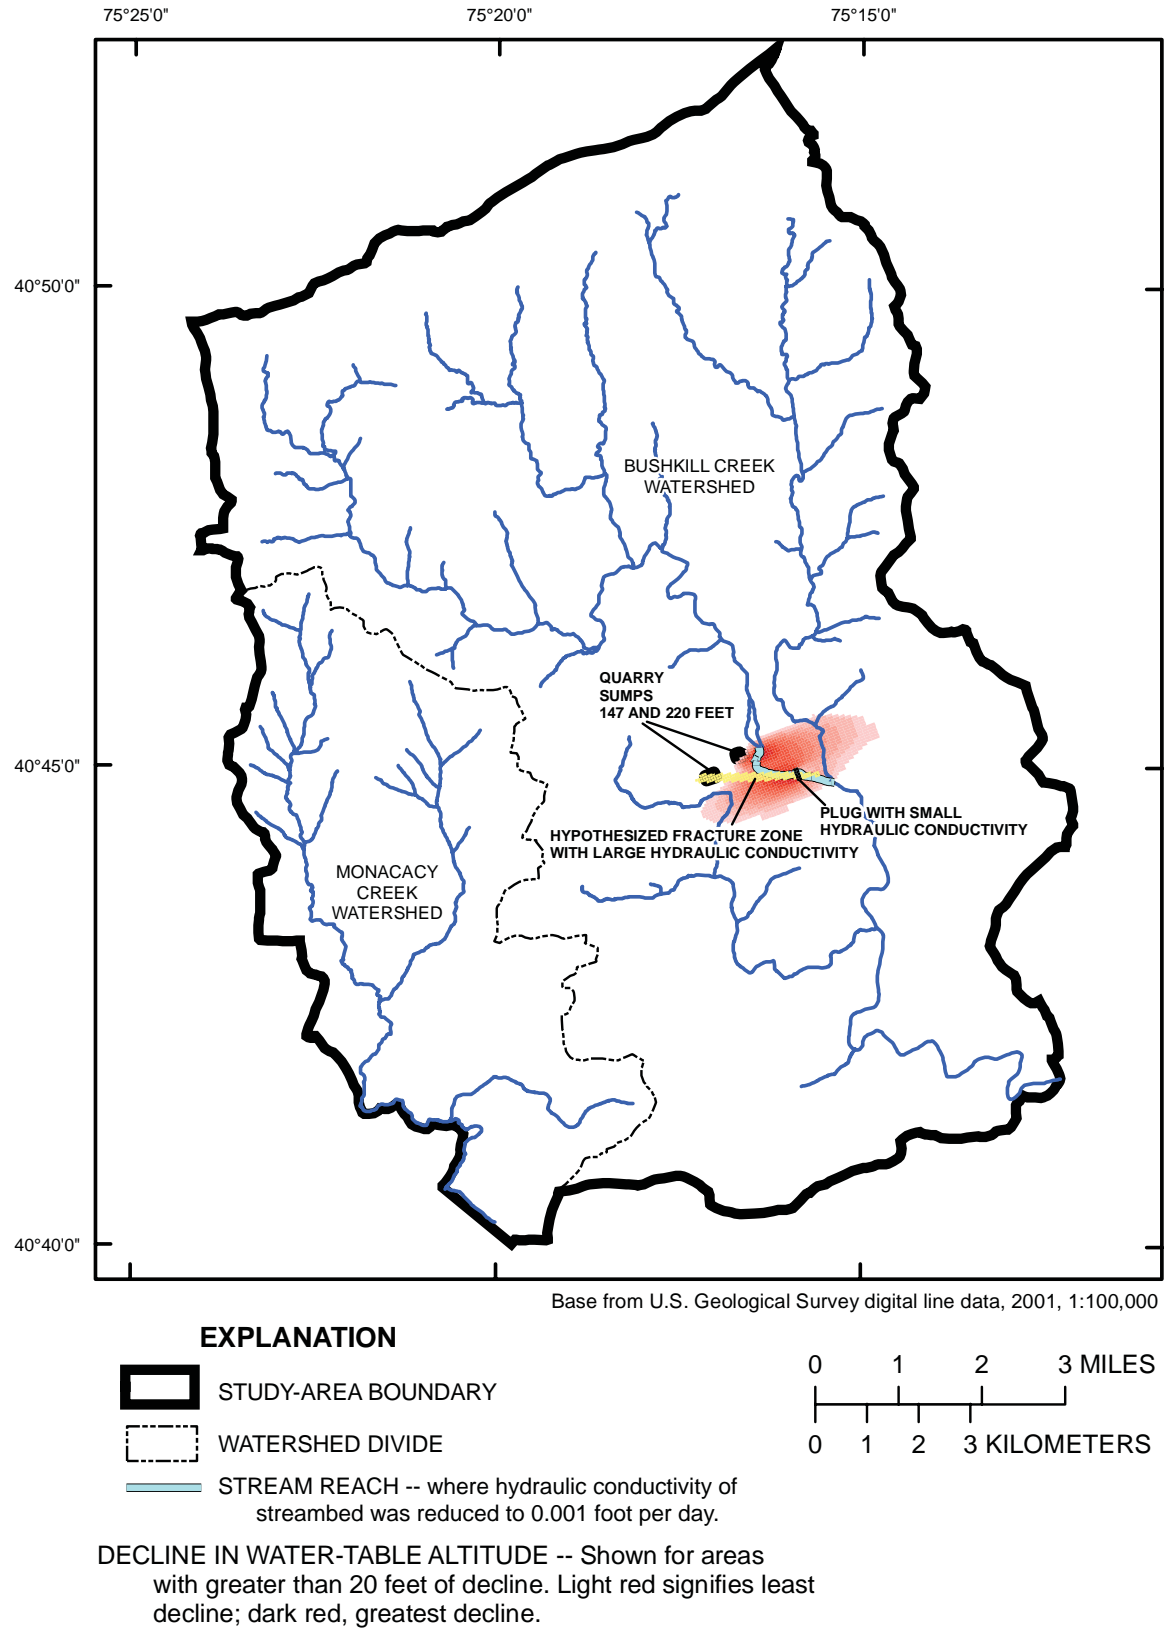 75°25'0"
75°20'0"
75°15'0"
40°50'0"
BUSHKILL CREEK
WATERSHED
QUARRY
SUMPS
147 AND 220 FEET
40°45'0"
PLUG WITH SMALL
HYDRAULIC CONDUCTIVITY
HYPOTHESIZED FRACTURE ZONE
WITH LARGE HYDRAULIC CONDUCTIVITY
MONACACY
CREEK
WATERSHED
40°40'0"
Base from U.S. Geological Survey digital line data, 2001, 1:100,000
EXPLANATION
STUDY-AREA BOUNDARY
WATERSHED DIVIDE
STREAM REACH -- where hydraulic conductivity of
streambed was reduced to 0.001 foot per day.
DECLINE IN WATER-TABLE ALTITUDE -- Shown for areas
with greater than 20 feet of decline. Light red signifies least
decline; dark red, greatest decline.
0 1 2 3 MILES
0 1 2 3 KILOMETERS